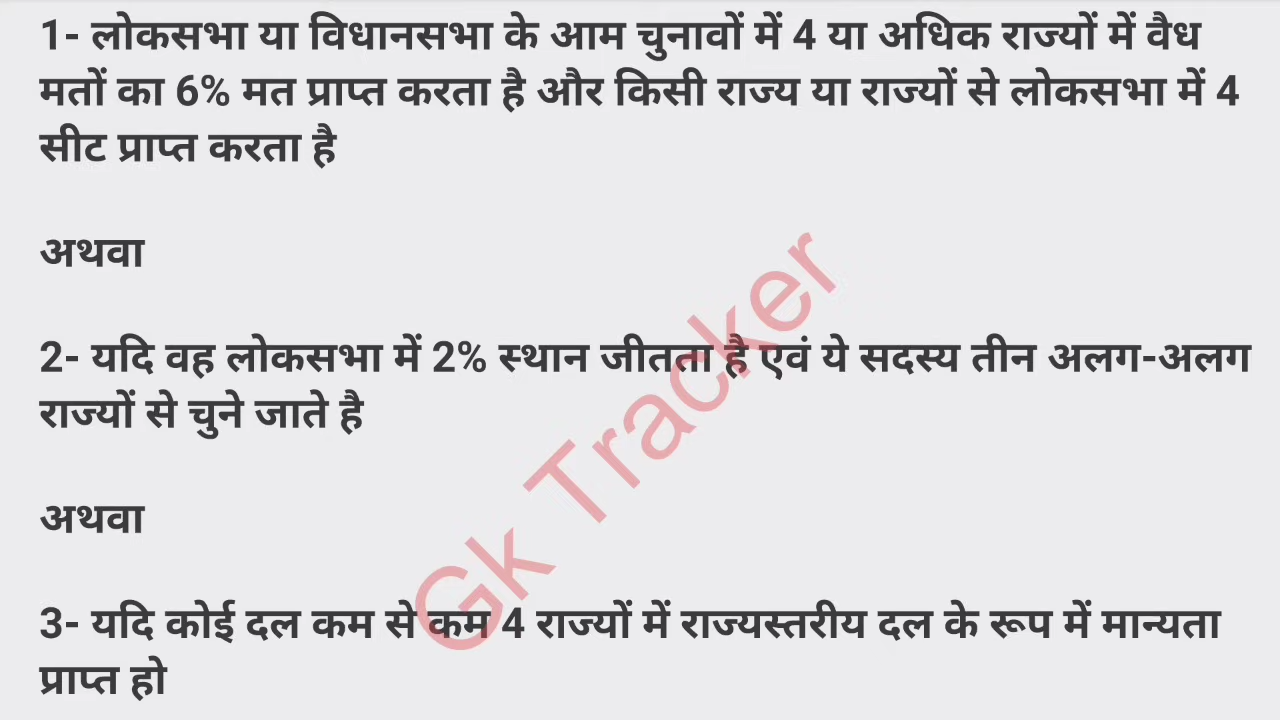 1- लोकसभा या विधानसभा के आम चुनावों में 4 या अधिक राज्यों में वैध
मतों का 6% मत प्राप्त करता है और किसी राज्य या राज्यों से लोकसभा में 4
सीट प्राप्त करता है
अथवा
2- यदि वह लोकसभा में 2% स्थान जीतता है एवं ये सदस्य तीन अलग-अलग
राज्यों से चुने जाते है
अथवा
3- यदि कोई दल कम से कम 4 राज्यों में राज्यस्तरीय दल के रूप में मान्यता
प्राप्त हो
Gk Tracker